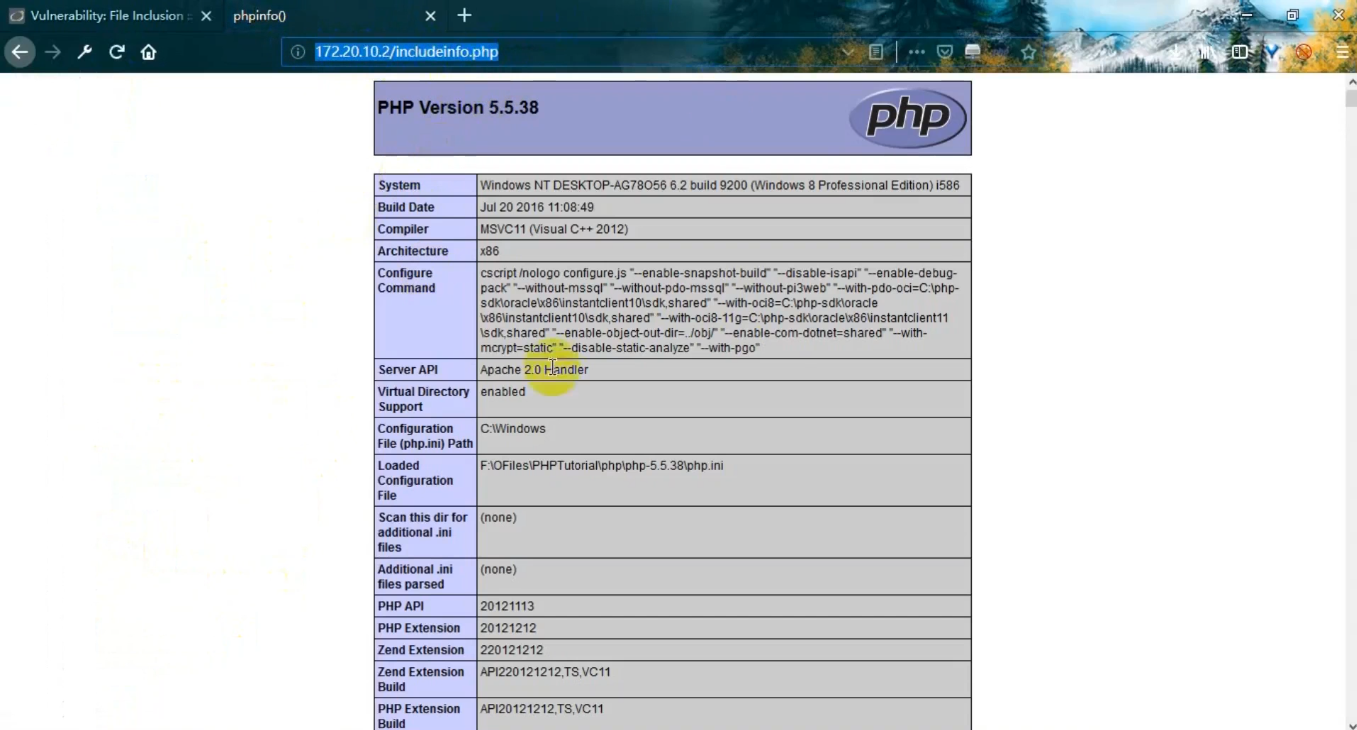 Vulnerability: File Inclusion :
phpinfo()
172.20.10.2/includeinfo.php
PHP Version 5.5.38
php
System
Windows NT DESKTOP-AG78O56 6.2 build 9200 (Windows 8 Professional Edition) i586
Build Date
Jul 20 2016 11:08:49
Compiler
MSVC11 (Visual C++ 2012)
Architecture
x86
Configure
Command
cscript /nologo configure.js "--enable-snapshot-build" "--disable-isapi" "--enable-debug-
pack" "--without-mssql" "--without-pdo-mssql" "--without-pi3web" "--with-pdo-oci=C:\php-
sdk\oracle\x86\instantclient10\sdk,shared" "--with-oci8=C:\php-sdk\oracle
\x86\instantclient10\sdk,shared" "--with-oci8-11g=C:\php-sdk\oracle\x86\instantclient11
\sdk,shared" "--enable-object-out-dir=../obj/" "--enable-com-dotnet=shared" "--with-
mcrypt=static" "--disable-static-analyze" "--with-pgo"
Server API
Apache 2.0 Handler
Virtual Directory
Support
enabled
Configuration
File (php.ini) Path
C:\Windows
Loaded
Configuration
File
F:\OFiles\PHPTutorial\php\php-5.5.38\php.ini
Scan this dir for
additional .ini
files
(none)
Additional .ini
files parsed
(none)
PHP API
20121113
PHP Extension
20121212
Zend Extension
220121212
Zend Extension
Build
API220121212,TS,VC11
PHP Extension
Build
API20121212,TS,VC11